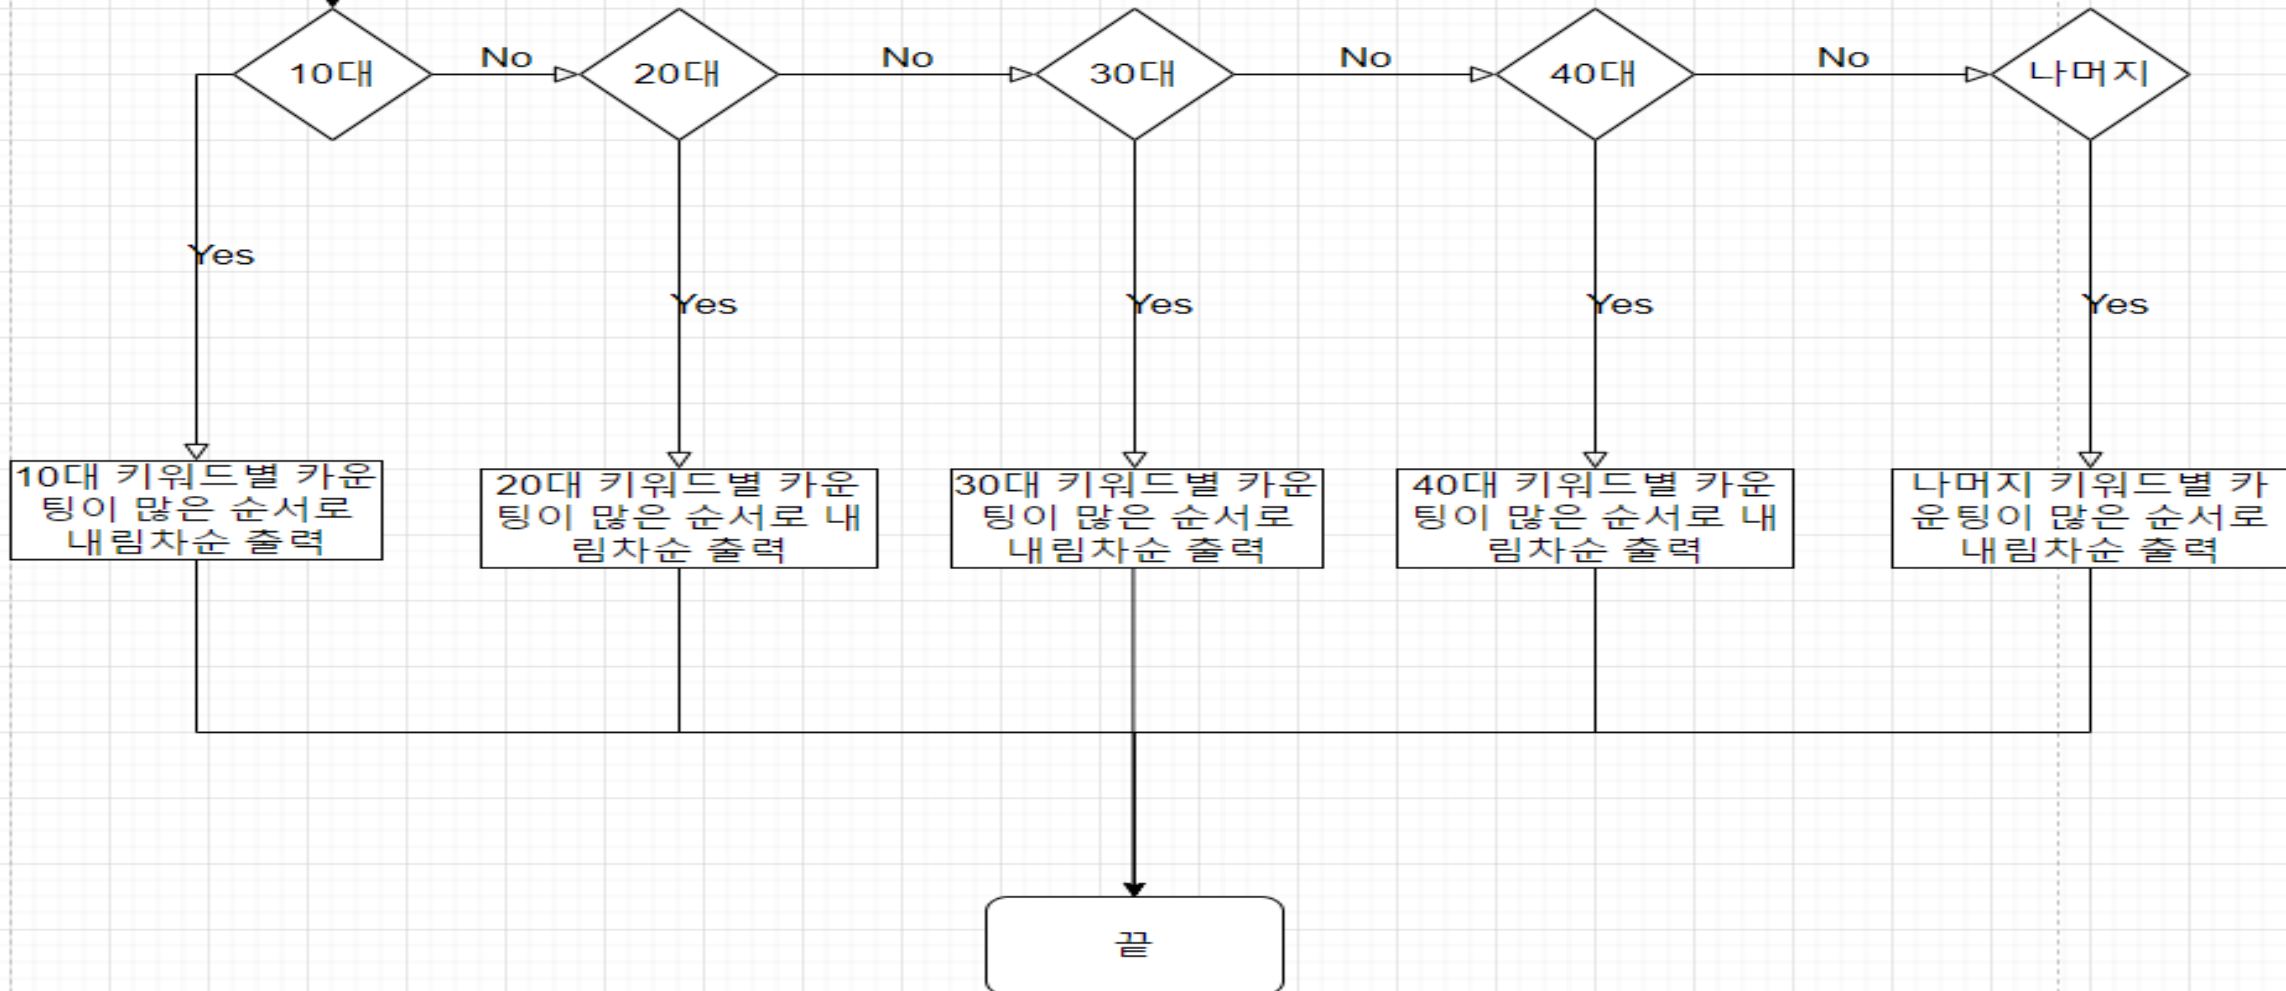 10대
No
20대
No
30대
No
40대
No
나머지
Yes
Yes
Yes
Yes
Yes
10대 키워드별 카운
팅이 많은 순서로
내림차순 출력
20대 키워드별 카운
팅이 많은 순서로 내
림차순 출력
30대 키워드별 카운
팅이 많은 순서로
내림차순 출력
40대 키워드별 카운
팅이 많은 순서로 내
림차순 출력
나머지 키워드별 카
운팅이 많은 순서로
내림차순 출력
끝